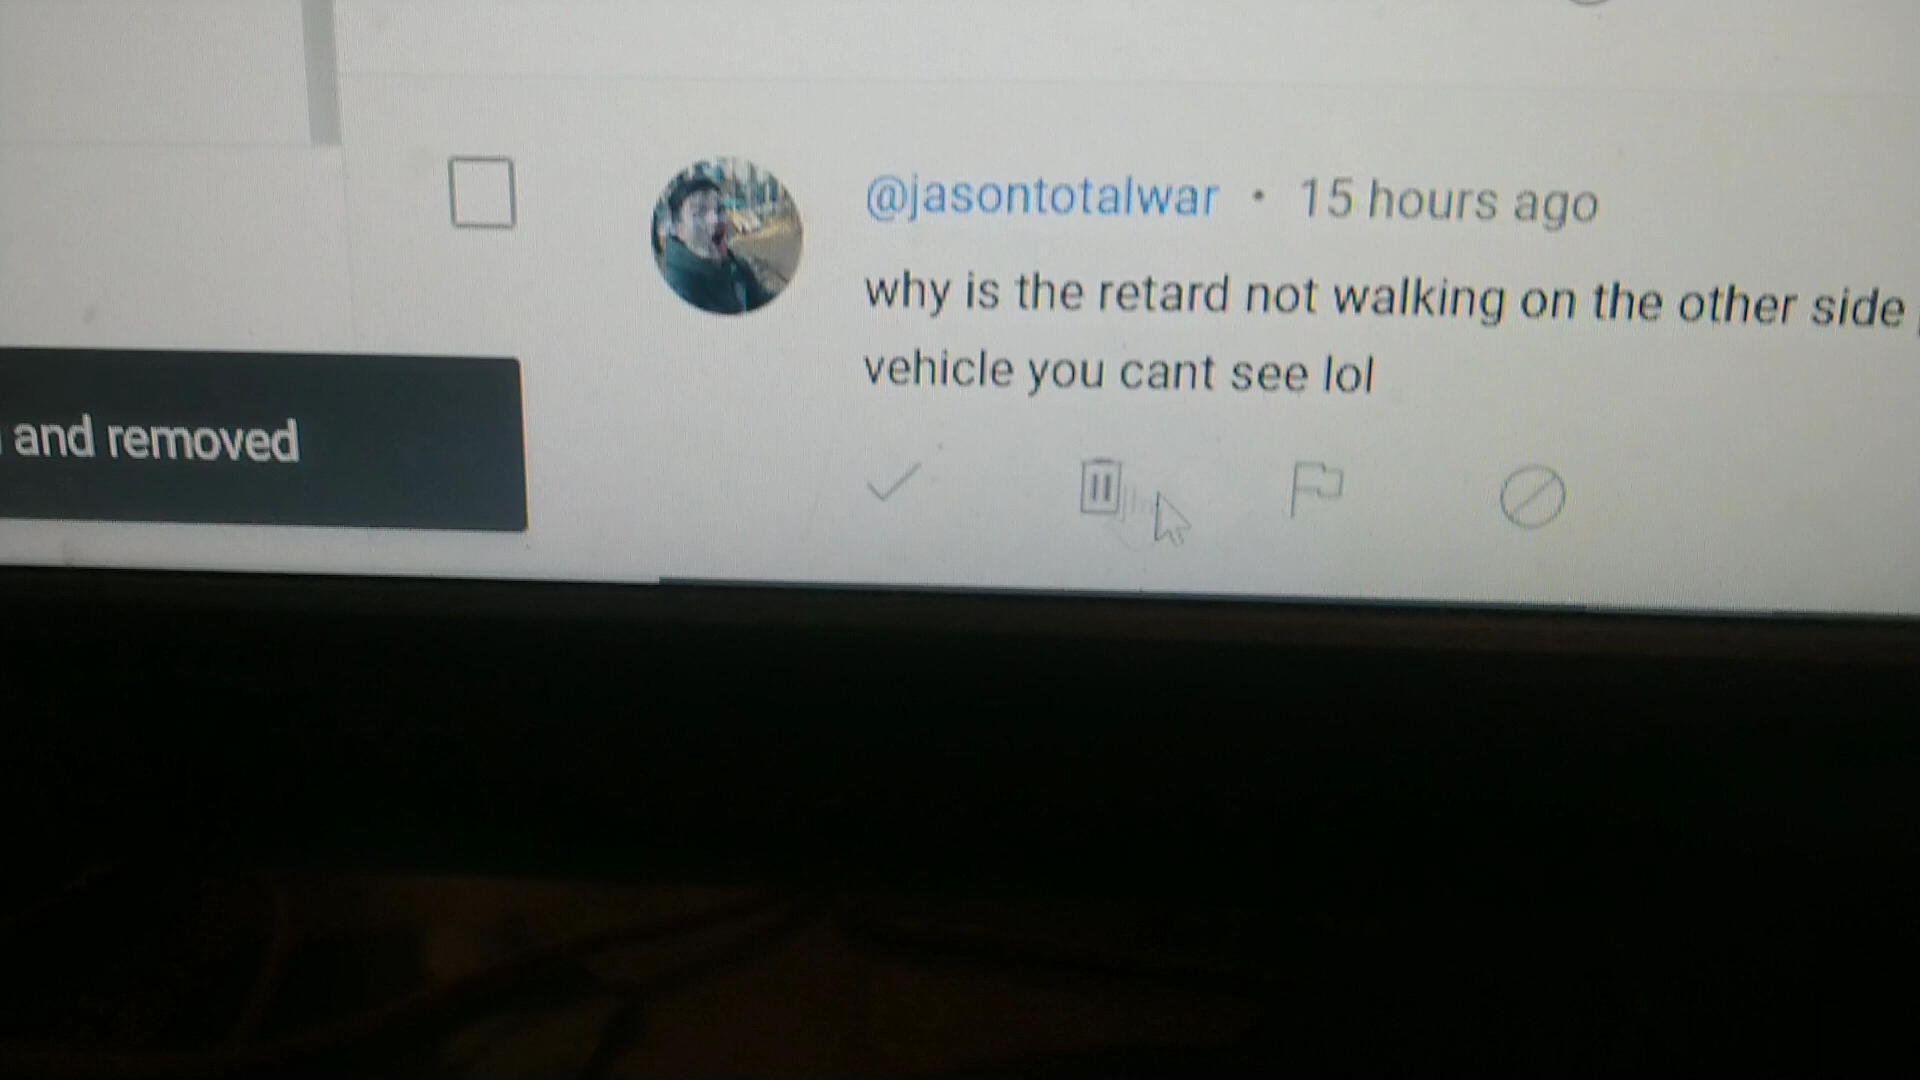 @jasontotalwar • 15 hours ago
why is the retard not walking on the other side
vehicle you cant see lol
and removed